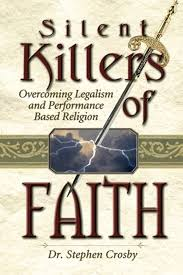 Silent
Killers
Overcoming Legalism
and Performance
Based Religion
of
FAITH
Dr. Stephen Crosby